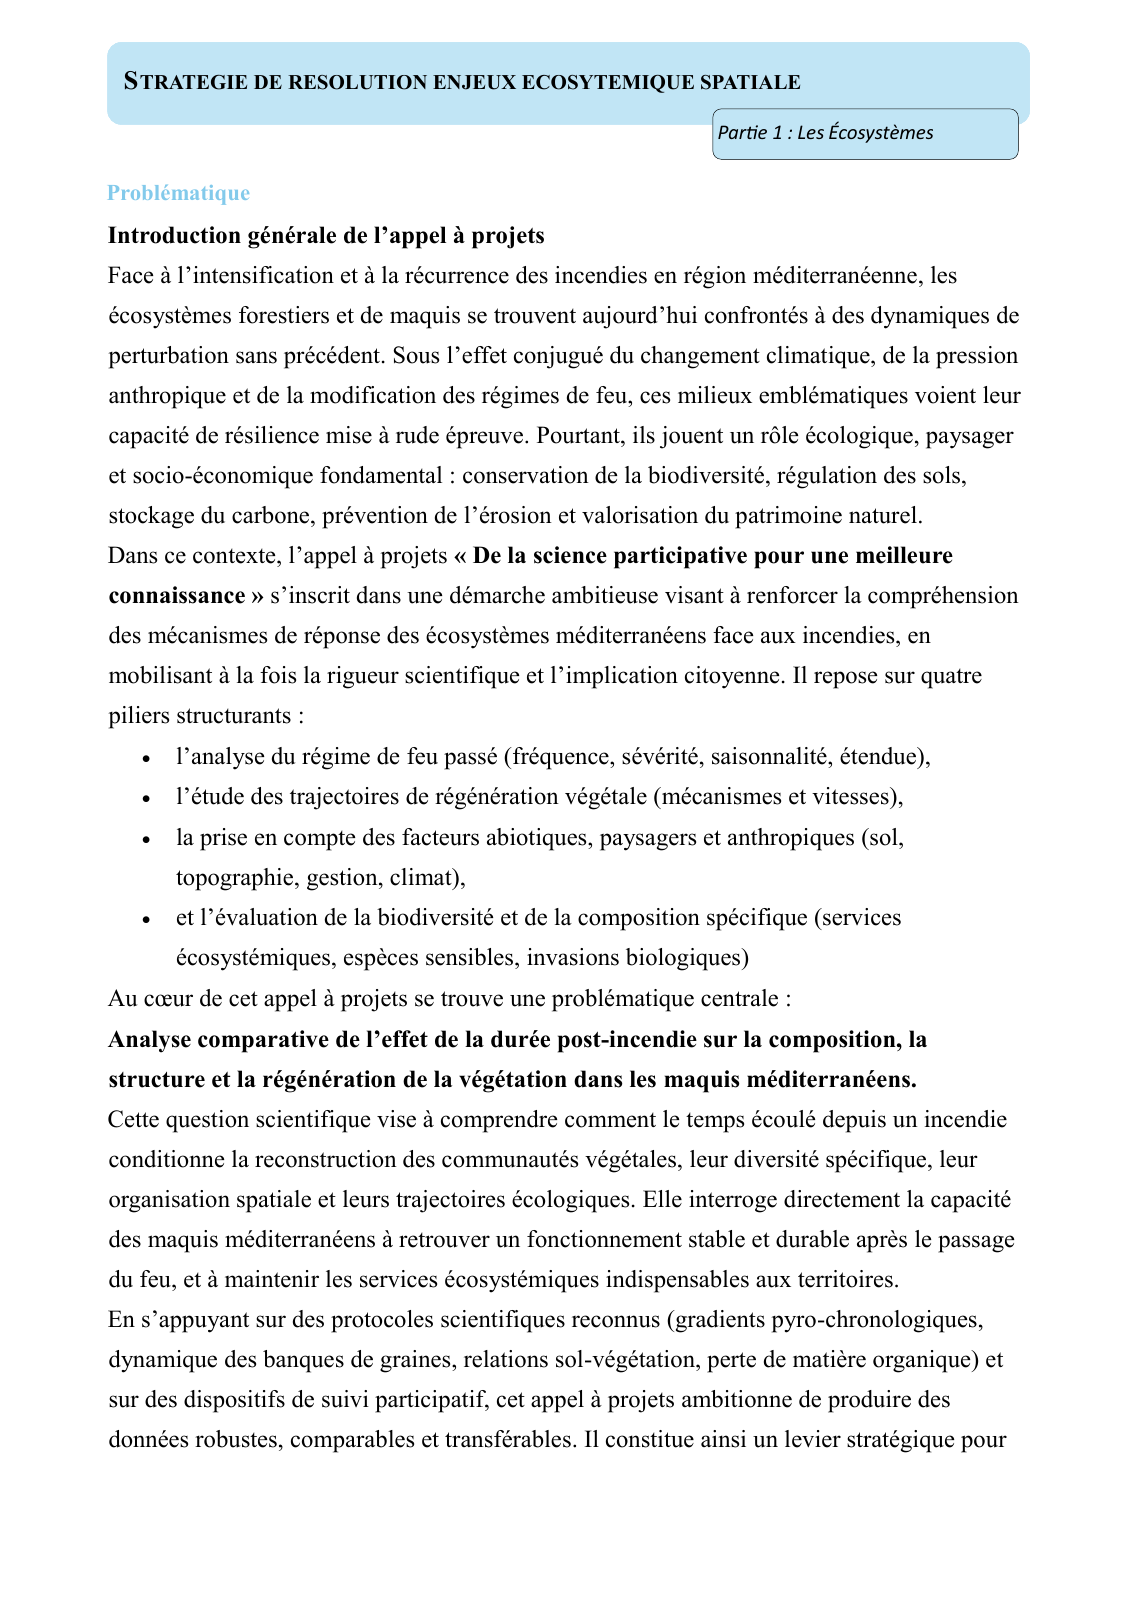 STRATEGIE DE RESOLUTION ENJEUX ECOSYTEMIQUE SPATIALE
Partie 1 : Les Écosystèmes
Problématique
Introduction générale de l’appel à projets
Face à l’intensification et à la récurrence des incendies en région méditerranéenne, les
écosystèmes forestiers et de maquis se trouvent aujourd’hui confrontés à des dynamiques de
perturbation sans précédent. Sous l’effet conjugué du changement climatique, de la pression
anthropique et de la modification des régimes de feu, ces milieux emblématiques voient leur
capacité de résilience mise à rude épreuve. Pourtant, ils jouent un rôle écologique, paysager
et socio-économique fondamental : conservation de la biodiversité, régulation des sols,
stockage du carbone, prévention de l’érosion et valorisation du patrimoine naturel.
Dans ce contexte, l’appel à projets « De la science participative pour une meilleure
connaissance » s’inscrit dans une démarche ambitieuse visant à renforcer la compréhension
des mécanismes de réponse des écosystèmes méditerranéens face aux incendies, en
mobilisant à la fois la rigueur scientifique et l’implication citoyenne. Il repose sur quatre
piliers structurants :
• l’analyse du régime de feu passé (fréquence, sévérité, saisonnalité, étendue),
• l’étude des trajectoires de régénération végétale (mécanismes et vitesses),
• la prise en compte des facteurs abiotiques, paysagers et anthropiques (sol,
topographie, gestion, climat),
• et l’évaluation de la biodiversité et de la composition spécifique (services
écosystémiques, espèces sensibles, invasions biologiques)
Au cœur de cet appel à projets se trouve une problématique centrale :
Analyse comparative de l’effet de la durée post-incendie sur la composition, la
structure et la régénération de la végétation dans les maquis méditerranéens.
Cette question scientifique vise à comprendre comment le temps écoulé depuis un incendie
conditionne la reconstruction des communautés végétales, leur diversité spécifique, leur
organisation spatiale et leurs trajectoires écologiques. Elle interroge directement la capacité
des maquis méditerranéens à retrouver un fonctionnement stable et durable après le passage
du feu, et à maintenir les services écosystémiques indispensables aux territoires.
En s’appuyant sur des protocoles scientifiques reconnus (gradients pyro-chronologiques,
dynamique des banques de graines, relations sol-végétation, perte de matière organique) et
sur des dispositifs de suivi participatif, cet appel à projets ambitionne de produire des
données robustes, comparables et transférables. Il constitue ainsi un levier stratégique pour